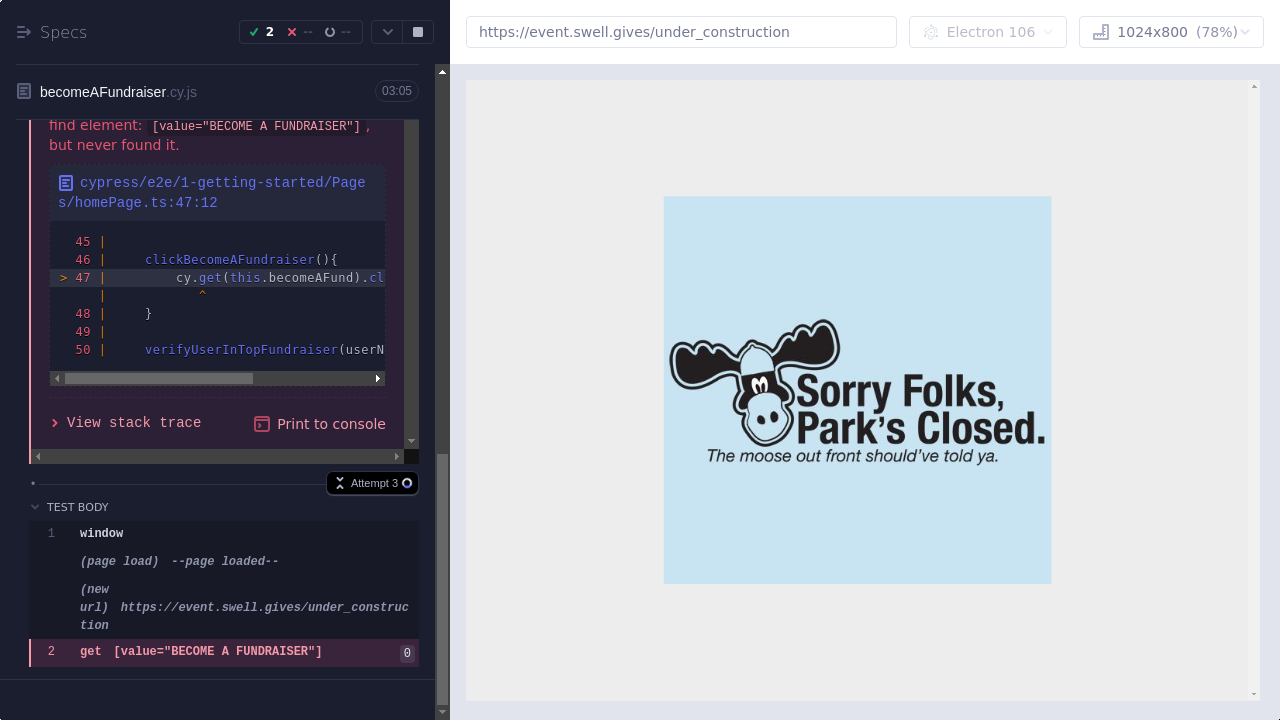 Specs
2 -- --
https://event.swell.gives/under_construction
Electron 106
1024x800 (78%)
becomeAFundraiser.cy.js
03:05
find element: [value="BECOME A FUNDRAISER"] ,
but never found it.
cypress/e2e/1-getting-started/Page
s/homePage.ts:47:12
45 |
46 | clickBecomeAFundraiser(){
> 47 | cy.get(this.becomeAFund).cl
| ^
48 | }
49 |
50 | verifyUserInTopFundraiser(userN
View stack trace
Print to console
Attempt 3
TEST BODY
1 window
(page load) --page loaded--
(new
url) https://event.swell.gives/under_construc
tion
2 get [value="BECOME A FUNDRAISER"] 0
Sorry Folks,
Park's Closed.
The moose out front should've told ya.